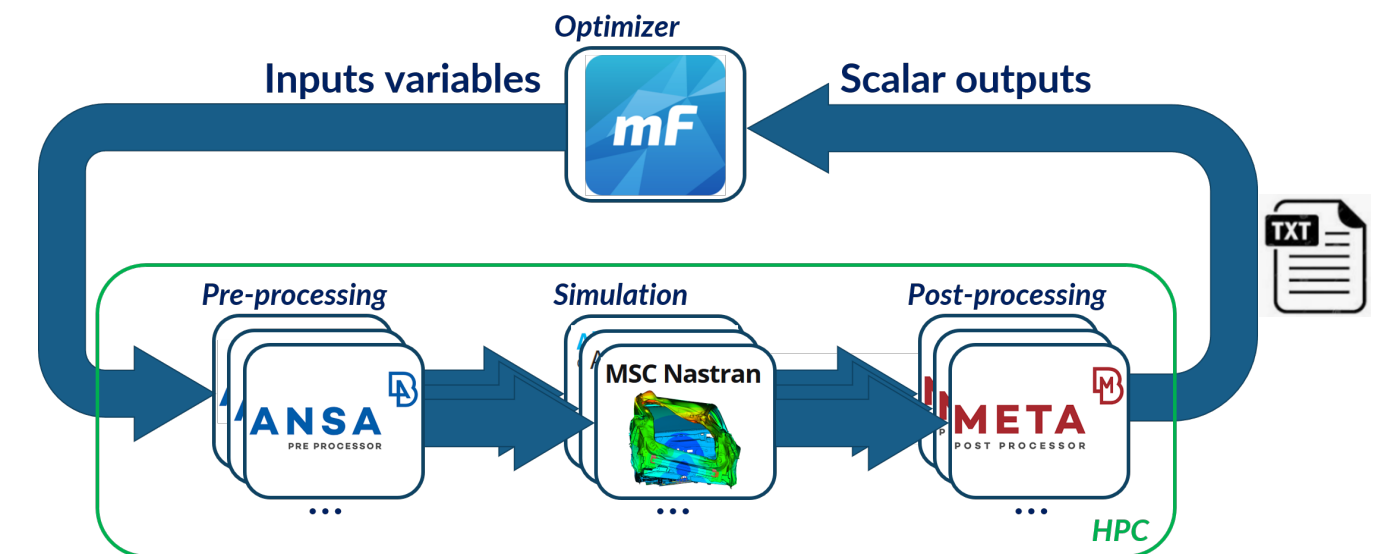 Optimizer
Inputs variables
Scalar outputs
mF
TXT
Pre-processing
Simulation
Post-processing
MSC Nastran
ANSA
PRE PROCESSOR
META
POST PROCESSOR
...
...
...
HPC